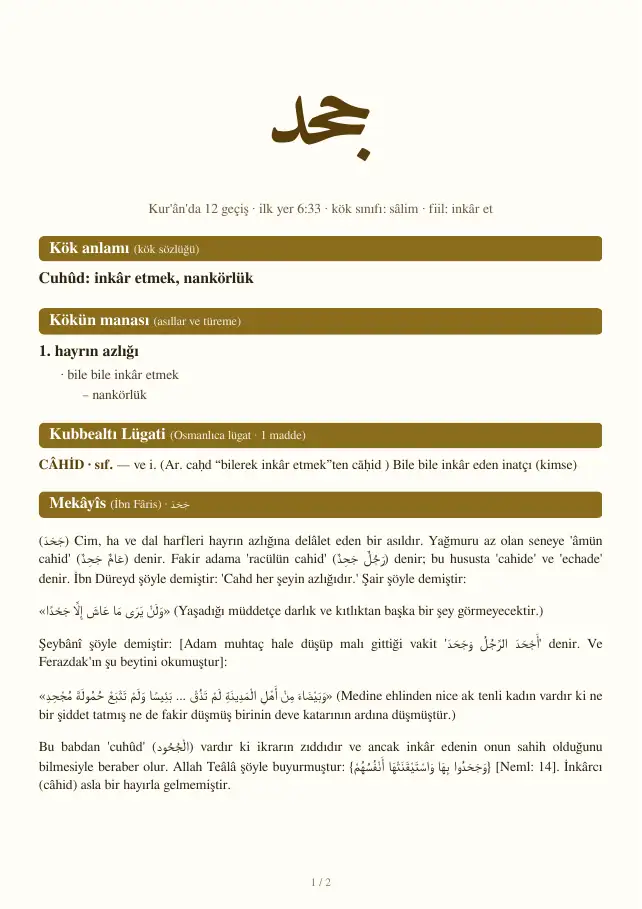 جحد
Kur'ân'da 12 geçiş · ilk yer 6:33 · kök sınıfı: sâlim · fiil: inkâr et
Kök anlamı (kök sözlüğü)
Cuhûd: inkâr etmek, nankörlük
Kökün manası (asıllar ve türeme)
1. hayrın azlığı
· bile bile inkâr etmek
– nankörlük
Kubbealtı Lügati (Osmanlıca lügat · 1 madde)
CÂHİD · sıf. — ve i. (Ar. caḥd “bilerek inkâr etmek”ten cāḥid ) Bile bile inkâr eden inatçı (kimse)
Mekâyîs (İbn Fâris) · جَحَدَ
(جَحَدَ) Cim, ha ve dal harfleri hayrın azlığına delâlet eden bir asıldır. Yağmuru az olan seneye 'âmün
cahid' (عَامٌ جَحِدٌ) denir. Fakir adama 'racülün cahid' (رَجُلٌ جَحِدٌ) denir; bu hususta 'cahide' ve 'echade'
denir. İbn Düreyd şöyle demiştir: 'Cahd her şeyin azlığıdır.' Şair şöyle demiştir:
«وَلَنْ يَرَى مَا عَاشَ إِلَّا جَحْدًا» (Yaşadığı müddetçe darlık ve kıtlıktan başka bir şey görmeyecektir.)
Şeybânî şöyle demiştir: [Adam muhtaç hale düşüp malı gittiği vakit 'أَجْحَدَ الرَّجُلُ وَجَحَدَ' denir. Ve
Ferazdak'ın şu beytini okumuştur]:
«وَبَيْضَاءَ مِنْ أَهْلِ الْمَدِينَةِ لَمْ تَذُقْ ... بَئِيسًا وَلَمْ تَتْبَعْ حُمُولَةَ مُجْحِدِ» (Medine ehlinden nice ak tenli kadın vardır ki ne
bir şiddet tatmış ne de fakir düşmüş birinin deve katarının ardına düşmüştür.)
Bu babdan 'cuhûd' (الْجُحُود) vardır ki ikrarın zıddıdır ve ancak inkâr edenin onun sahih olduğunu
bilmesiyle beraber olur. Allah Teâlâ şöyle buyurmuştur: {وَجَحَدُوا بِهَا وَاسْتَيْقَنَتْهَا أَنْفُسُهُمْ} [Neml: 14]. İnkârcı
(câhid) asla bir hayırla gelmemiştir.
1 / 2